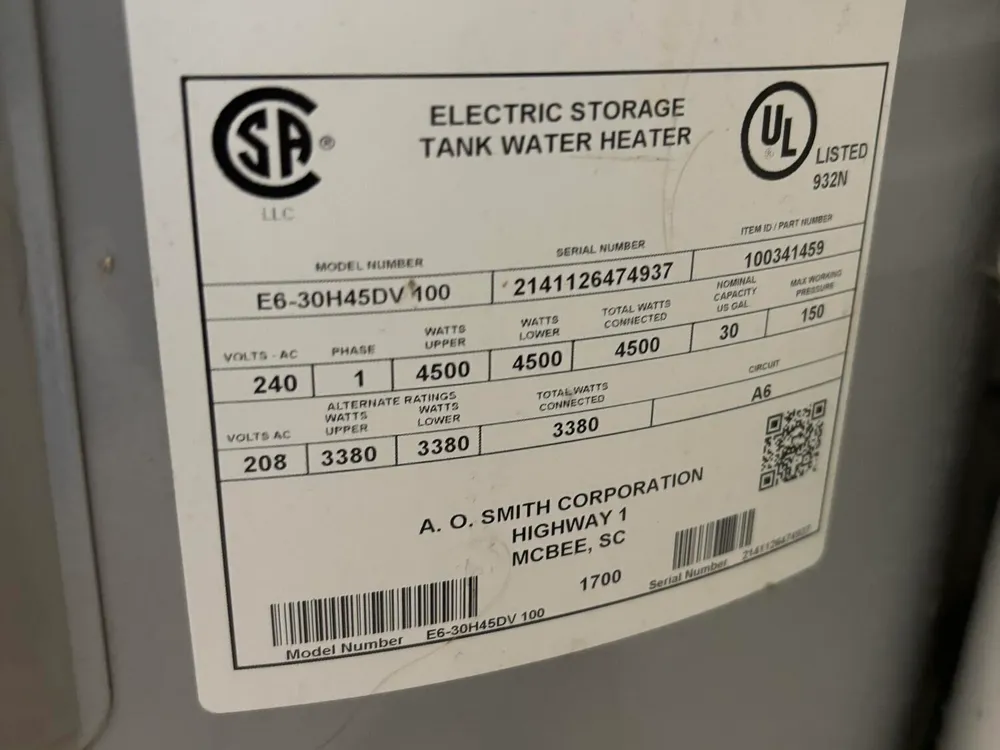 SA ®
LLC
ELECTRIC STORAGE
TANK WATER HEATER
UL ®
LISTED
932N
MODEL NUMBER
SERIAL NUMBER
ITEM ID / PART NUMBER
E6-30H45DV 100
2141126474937
100341459
VOLTS - AC
PHASE
WATTS
UPPER
WATTS
LOWER
TOTAL WATTS
CONNECTED
NOMINAL
CAPACITY
US GAL.
MAX WORKING
PRESSURE
240
1
4500
4500
4500
30
150
ALTERNATE RATINGS
VOLTS AC
WATTS
UPPER
WATTS
LOWER
TOTAL WATTS
CONNECTED
CIRCUIT
208
3380
3380
3380
A6
A. O. SMITH CORPORATION
HIGHWAY 1
MCBEE, SC
1700
Model Number
E6-30H45DV 100
Serial Number
2141126474937